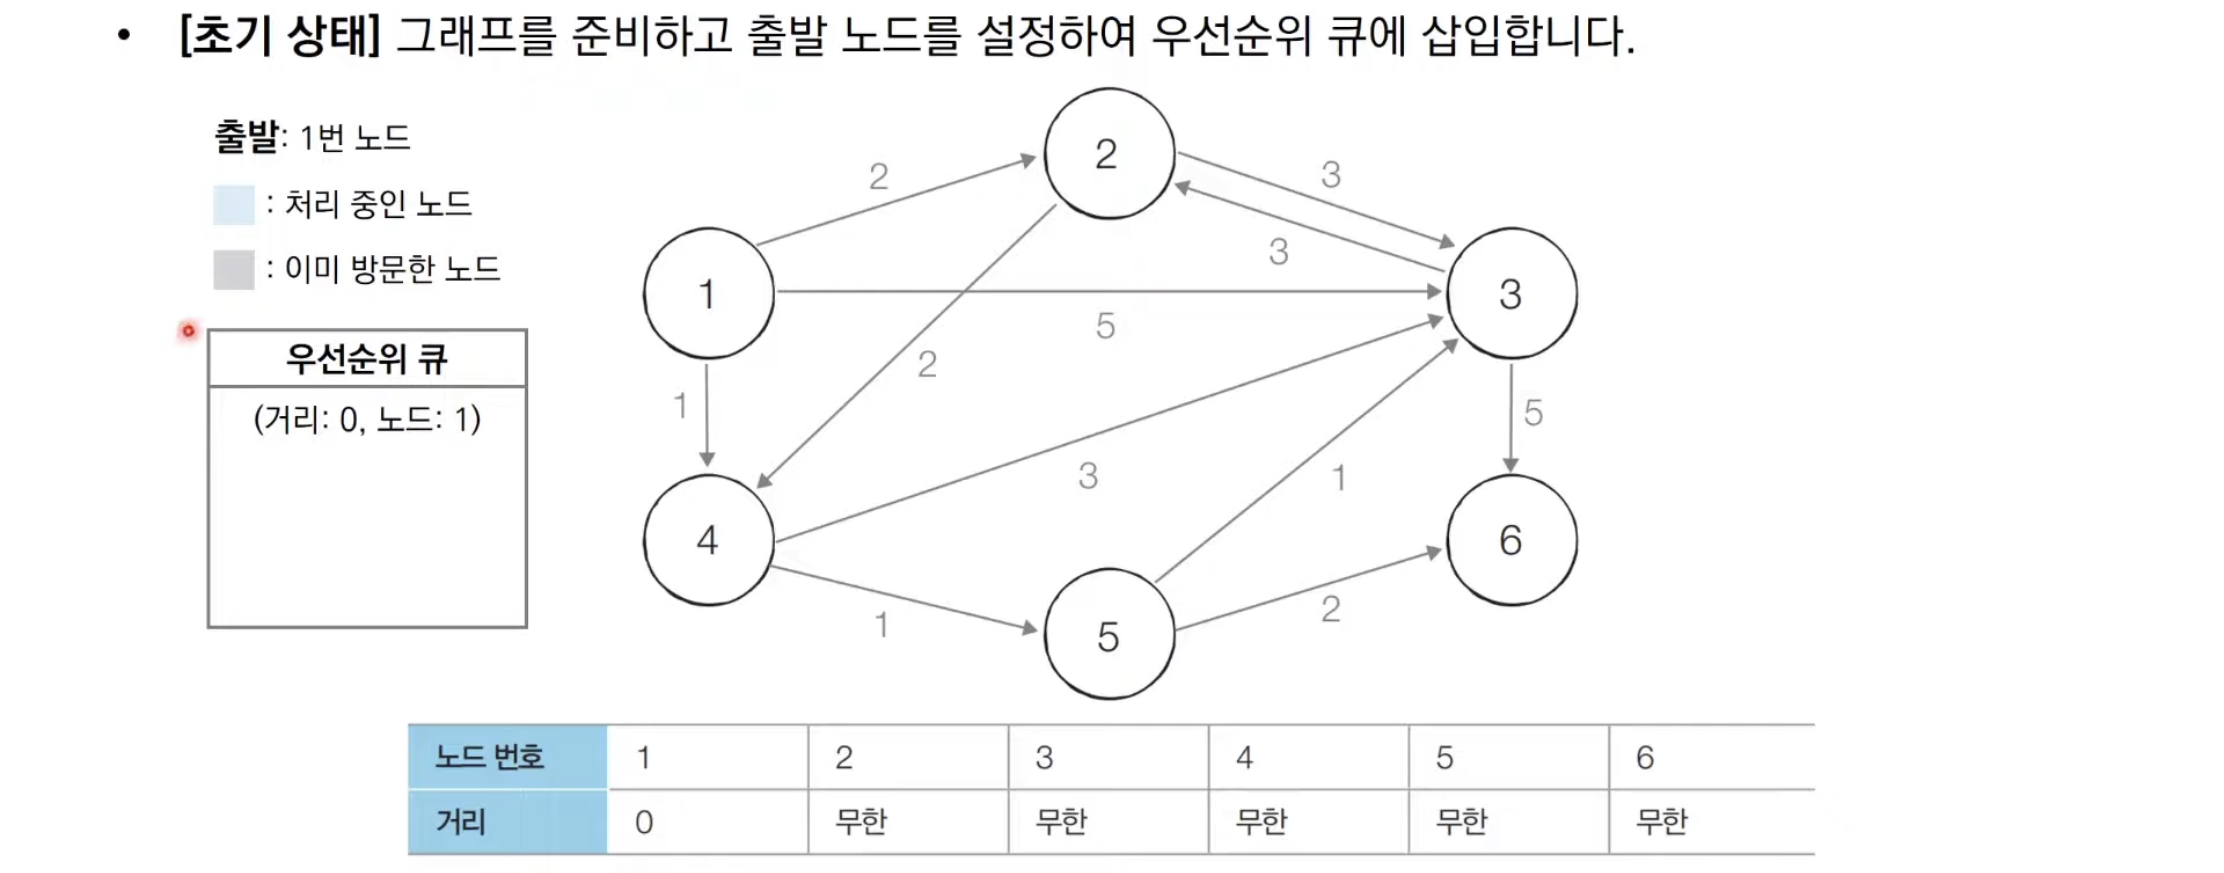 • [초기 상태] 그래프를 준비하고 출발 노드를 설정하여 우선순위 큐에 삽입합니다.
출발: 1번 노드
: 처리 중인 노드
: 이미 방문한 노드
우선순위 큐
(거리: 0, 노드: 1)
2
2
3
3
1
3
5
2
1
5
3
1
4
6
1
5
2
노드 번호 1 2 3 4 5 6
거리 0 무한 무한 무한 무한 무한